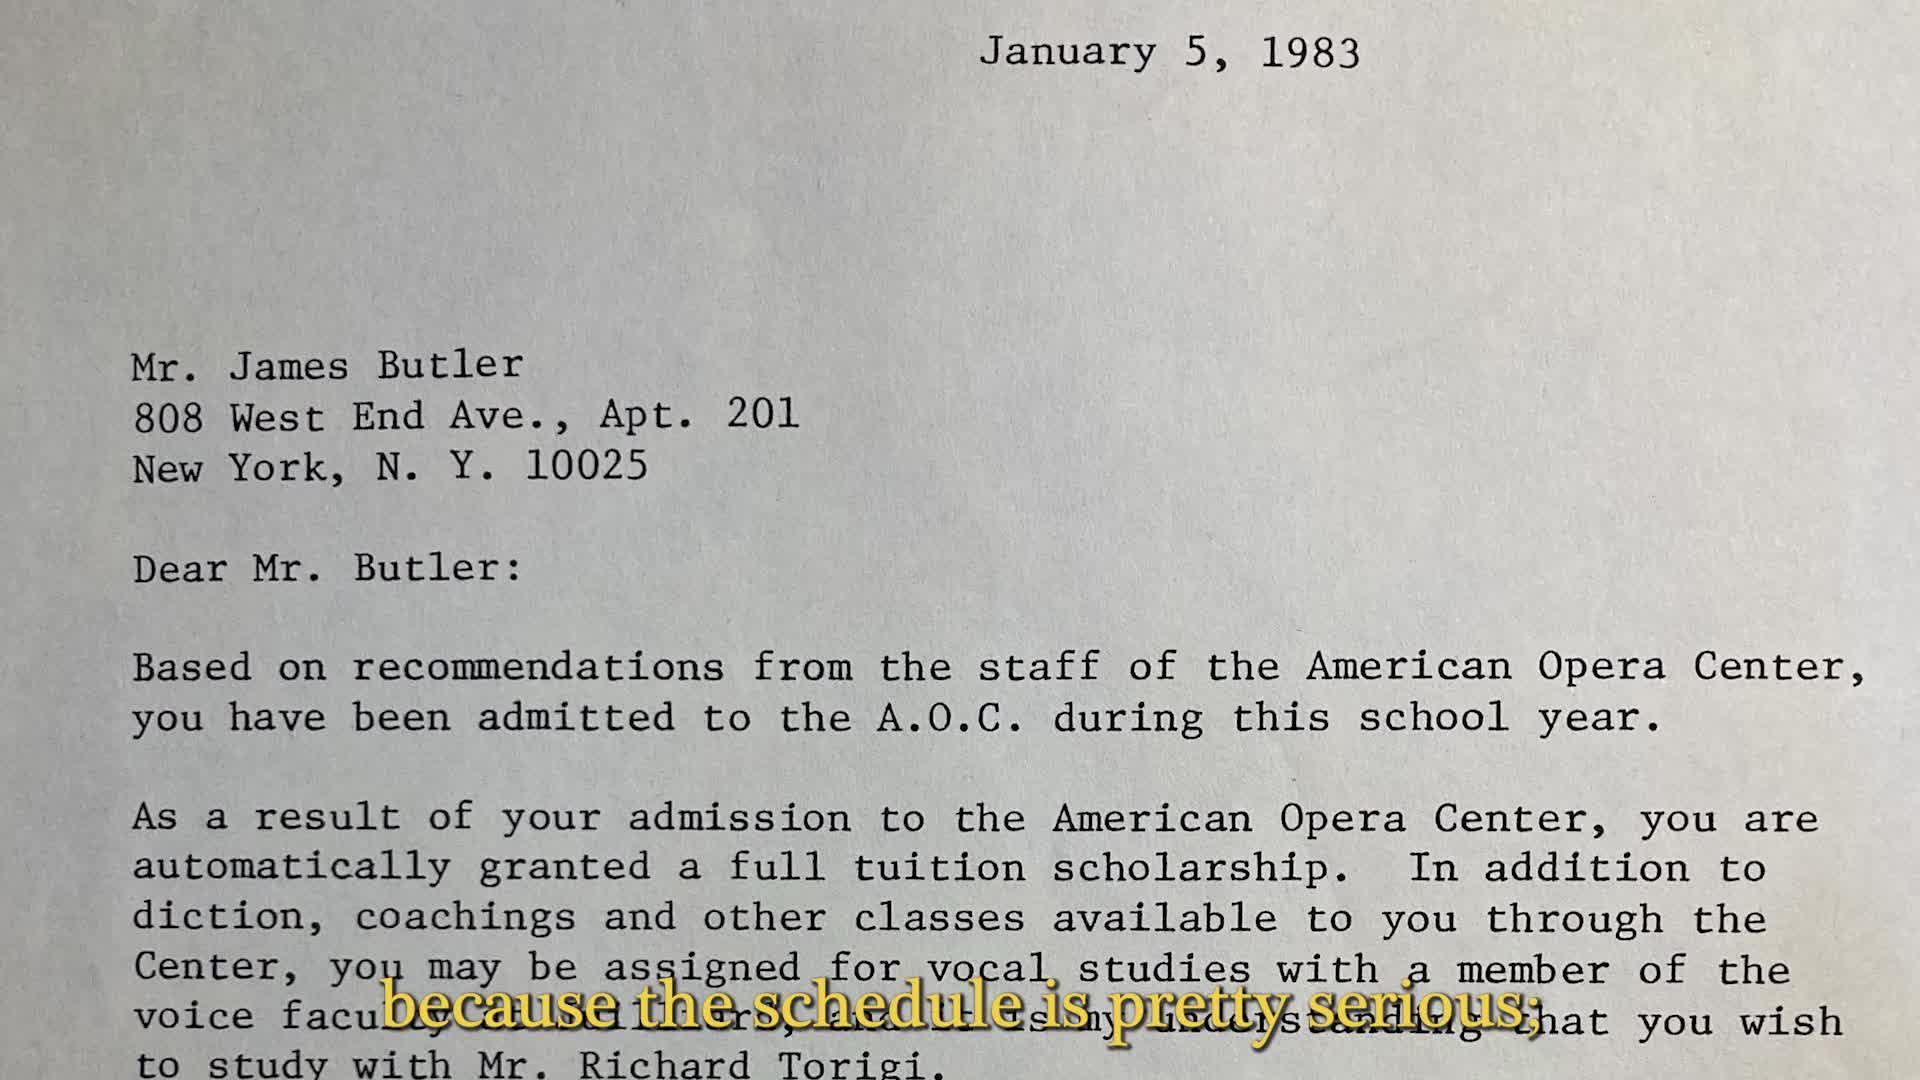 January 5, 1983
Mr. James Butler
808 West End Ave., Apt. 201
New York, N. Y. 10025
Dear Mr. Butler:
Based on recommendations from the staff of the American Opera Center,
you have been admitted to the A.O.C. during this school year.
As a result of your admission to the American Opera Center, you are
automatically granted a full tuition scholarship. In addition to
diction, coachings and other classes available to you through the
Center, you may be assigned for vocal studies with a member of the
voice that you wish
because the schedule is pretty serious;
to study with Mr. Richard Torigi.